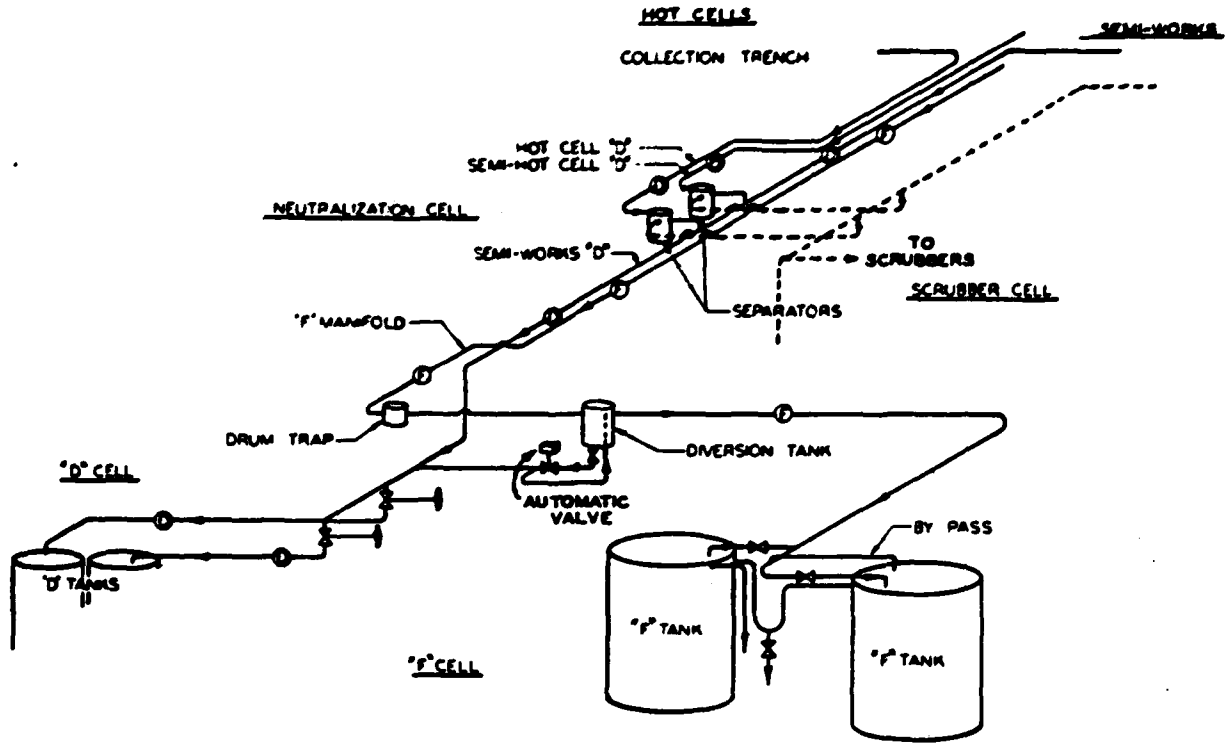 HOT CELLS
SEMI-WORKS
COLLECTION TRENCH
F
D
HOT CELL "D"
SEMI-HOT CELL "D"
D
D
NEUTRALIZATION CELL
TO
SCRUBBERS
SEMI-WORKS "D"
SCRUBBER CELL
F
SEPARATORS
D
"F" MANIFOLD
F
F
DRUM TRAP
DIVERSION TANK
"D" CELL
AUTOMATIC
VALVE
D
BY PASS
D
"D" TANKS
"F" TANK
"F" TANK
"F" CELL